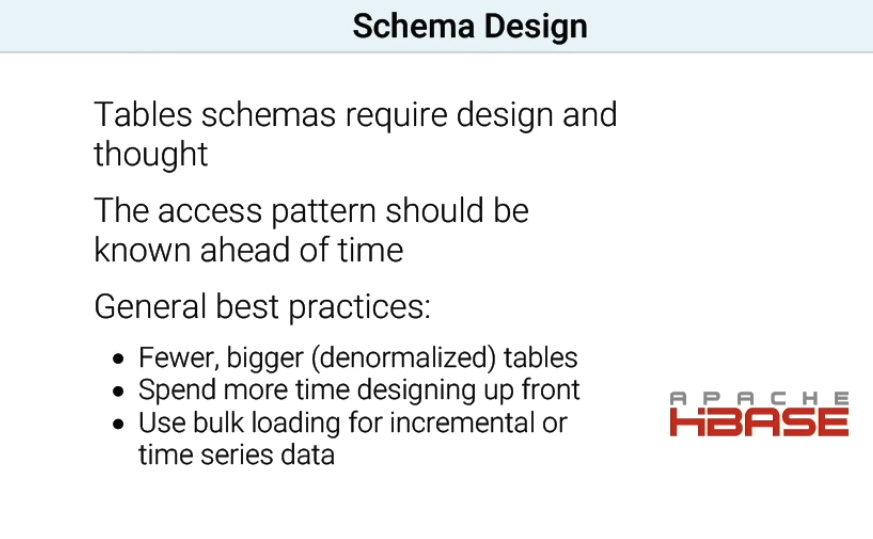 Schema Design
Tables schemas require design and
thought
The access pattern should be
known ahead of time
General best practices:
• Fewer, bigger (denormalized) tables
• Spend more time designing up front
• Use bulk loading for incremental or
time series data
APACHE
HBASE